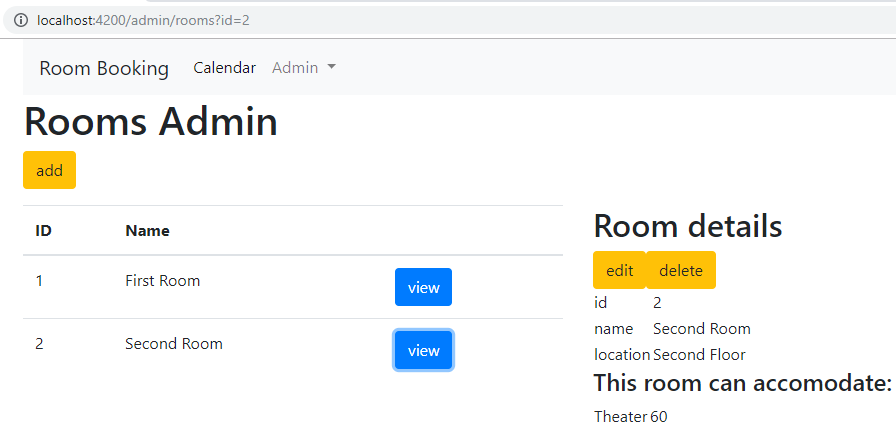 localhost:4200/admin/rooms?id=2
Room Booking Calendar Admin
Rooms Admin
add
ID Name
1 First Room view
2 Second Room view
Room details
edit delete
id 2
name Second Room
location Second Floor
This room can accomodate:
Theater 60